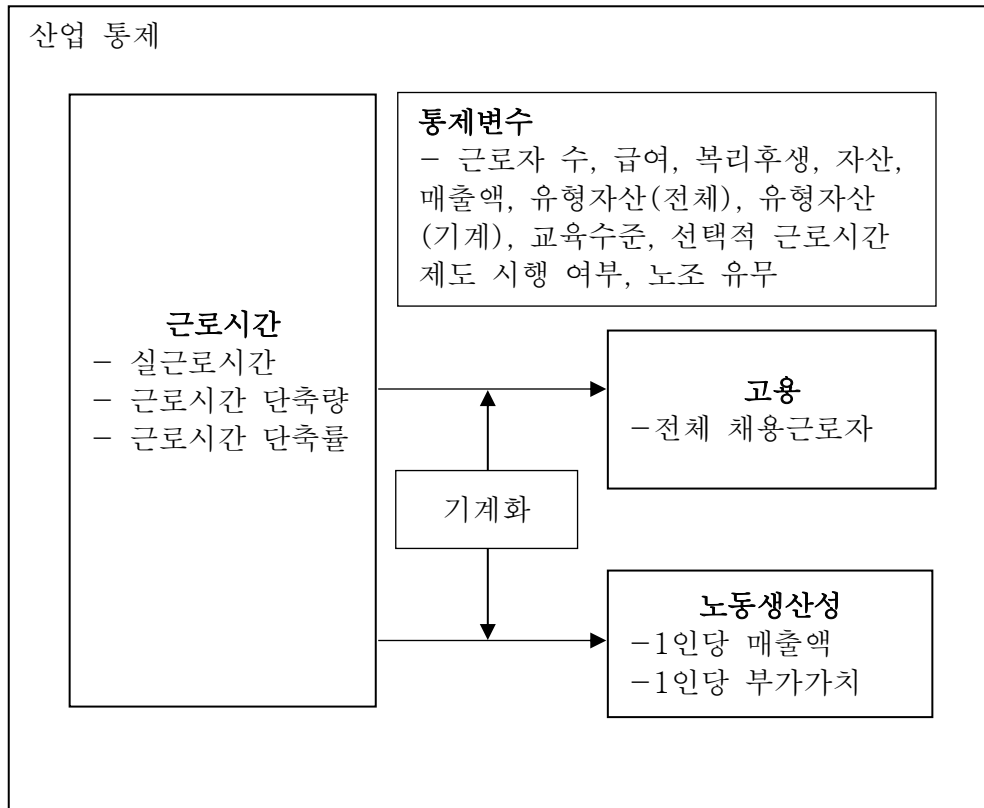 산업 통제
통제변수
- 근로자 수, 급여, 복리후생, 자산,
매출액, 유형자산(전체), 유형자산
(기계), 교육수준, 선택적 근로시간
제도 시행 여부, 노조 유무
근로시간
- 실근로시간
- 근로시간 단축량
- 근로시간 단축률
고용
-전체 채용근로자
기계화
노동생산성
-1인당 매출액
-1인당 부가가치